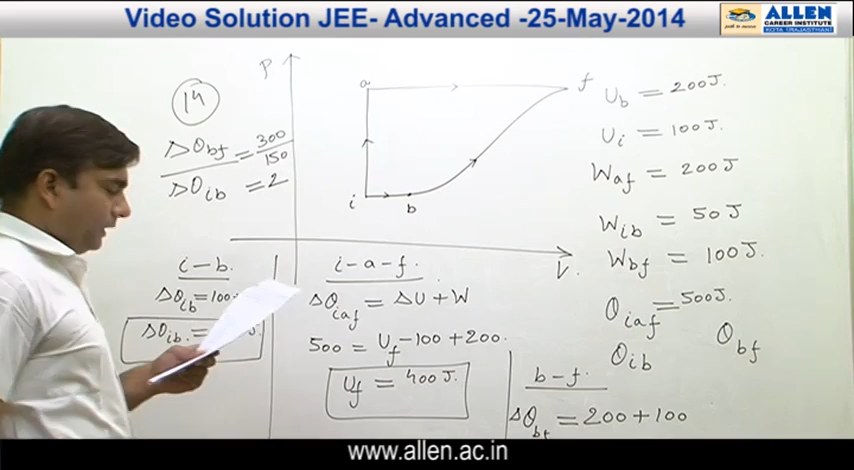 Video Solution JEE- Advanced -25-May-2014
ALLEN
CAREER INSTITUTE
KOTA (RAJASTHAN)
14
ΔQbf / ΔQib = 300/150
= 2
P
a
f
i
b
V.
Ub = 200J.
Ui = 100J.
Waf = 200J
Wib = 50J
Wbf = 100J.
Qiaf = 500J.
Qib
Qbf
i-b.
ΔQib = 100
ΔQib. =
i-a-f.
ΔQiaf = ΔU + W
500 = Uf - 100 + 200.
Uf = 400J.
b-f.
ΔQbf = 200 + 100
www.allen.ac.in